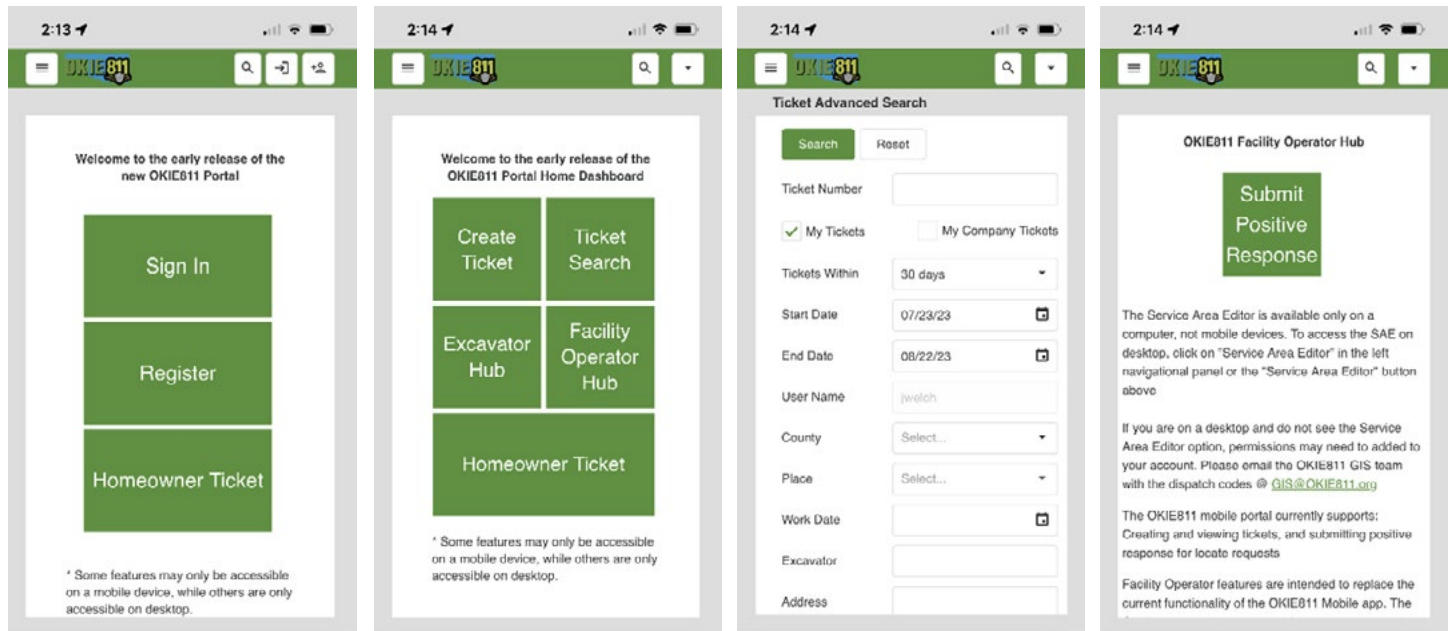 2:13
OKIE811
Welcome to the early release of the
new OKIE811 Portal
Sign In
Register
Homeowner Ticket
* Some features may only be accessible
on a mobile device, while others are only
accessible on desktop.
2:14
OKIE811
Welcome to the early release of the
OKIE811 Portal Home Dashboard
Create
Ticket
Ticket
Search
Excavator
Hub
Facility
Operator
Hub
Homeowner Ticket
* Some features may only be accessible
on a mobile device, while others are only
accessible on desktop.
2:14
OKIE811
Ticket Advanced Search
Search
Reset
Ticket Number
My Tickets
My Company Tickets
Tickets Within
30 days
Start Date
07/23/23
End Date
08/22/23
User Name
jwelch
County
Select...
Place
Select...
Work Date
Excavator
Address
2:14
OKIE811
OKIE811 Facility Operator Hub
Submit
Positive
Response
The Service Area Editor is available only on a
computer, not mobile devices. To access the SAE on
desktop, click on "Service Area Editor" in the left
navigational panel or the "Service Area Editor" button
above
If you are on a desktop and do not see the Service
Area Editor option, permissions may need to added to
your account. Please email the OKIE811 GIS team
with the dispatch codes @ GIS@OKIE811.org
The OKIE811 mobile portal currently supports:
Creating and viewing tickets, and submitting positive
response for locate requests
Facility Operator features are intended to replace the
current functionality of the OKIE811 Mobile app. The